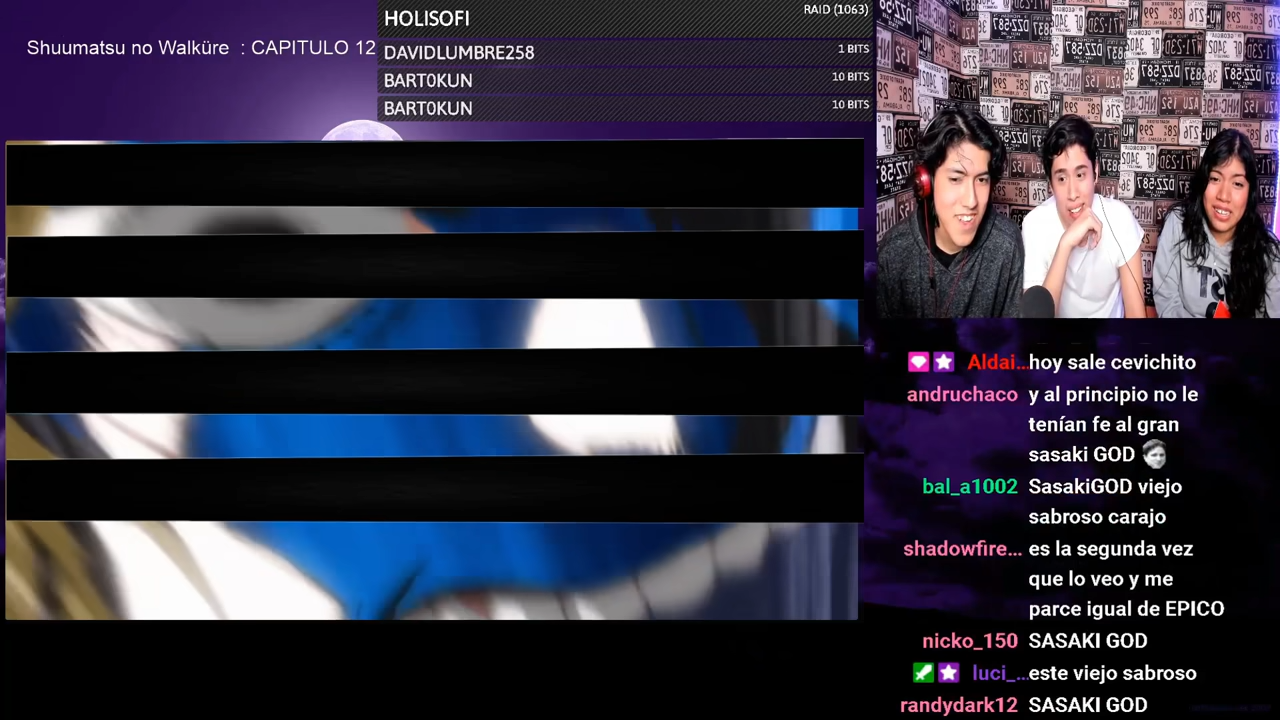 Shuumatsu no Walküre : CAPITULO 12
HOLISOFI RAID (1063)
DAVIDLUMBRE258 1 BITS
BART0KUN 10 BITS
BART0KUN 10 BITS
Aldai... hoy sale cevichito
andruchaco y al principio no le
tenían fe al gran
sasaki GOD
bal_a1002 SasakiGOD viejo
sabroso carajo
shadowfire... es la segunda vez
que lo veo y me
parce igual de EPICO
nicko_150 SASAKI GOD
luci_... este viejo sabroso
randydark12 SASAKI GOD